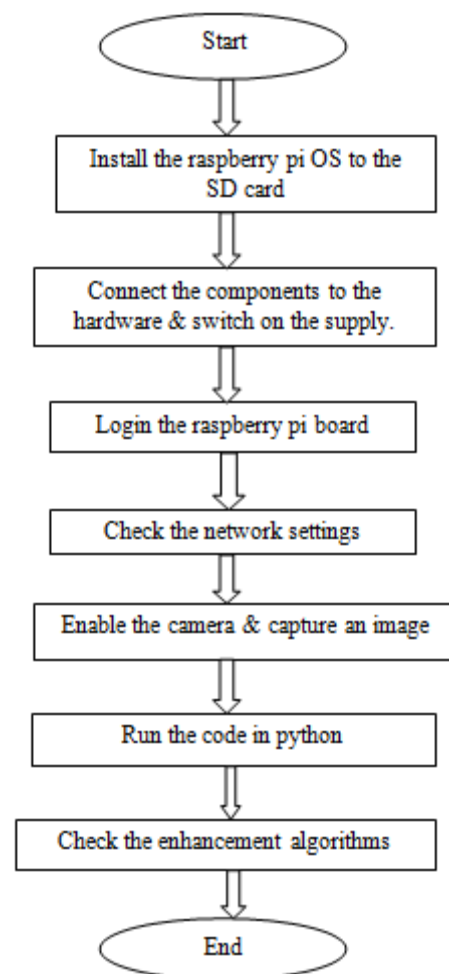 Start
Install the raspberry pi OS to the
SD card
Connect the components to the
hardware & switch on the supply.
Login the raspberry pi board
Check the network settings
Enable the camera & capture an image
Run the code in python
Check the enhancement algorithms
End